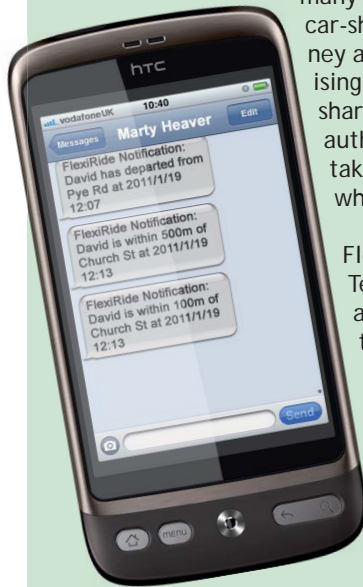 many
car-sh
ney a
ising
shar
auth
tak
wh
Fl
Te
a
t
hTC
vodafoneUK 10:40
Messages Marty Heaver Edit
FlexiRide Notification:
David has departed from
Pye Rd at 2011/1/19
12:07
FlexiRide Notification:
David is within 500m of
Church St at 2011/1/19
12:13
FlexiRide Notification:
David is within 100m of
Church St at 2011/1/19
12:13
Send
menu